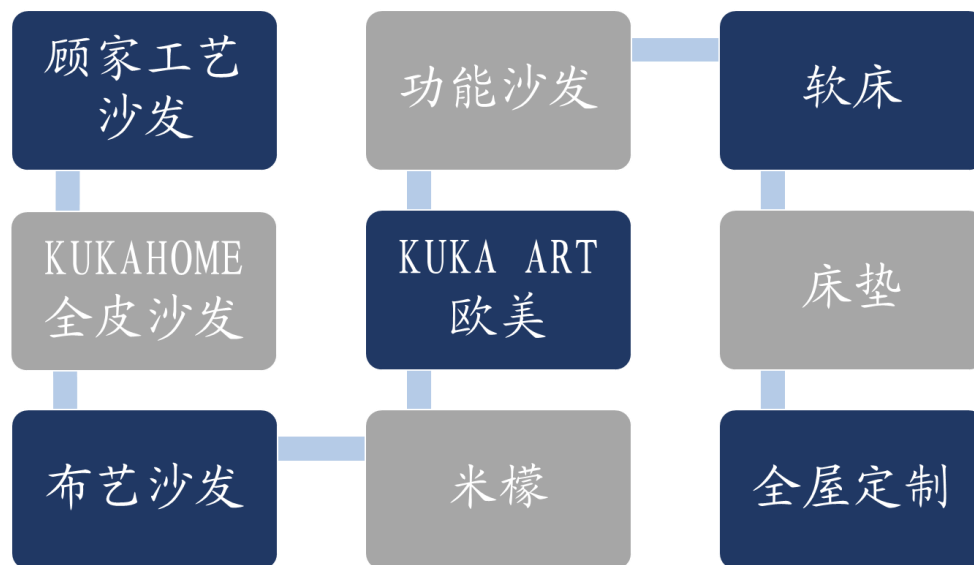 顾家工艺
沙发
KUKAHOME
全皮沙发
布艺沙发
米檬
KUKA ART
欧美
功能沙发
软床
床垫
全屋定制